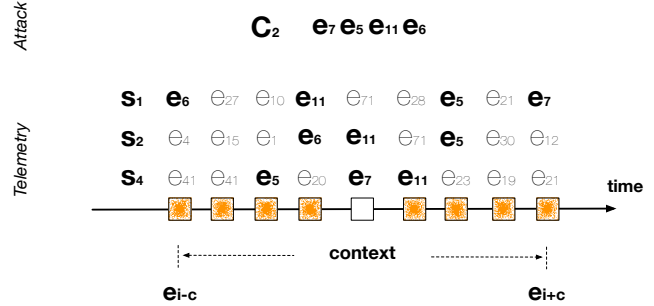 Attack
C2 e7 e5 e11 e6
Telemetry
s1 e6 e27 e10 e11 e71 e28 e5 e21 e7
s2 e4 e15 e1 e6 e11 e71 e5 e30 e12
s4 e41 e41 e5 e20 e7 e11 e23 e19 e21
time
context
ei-c ei+c